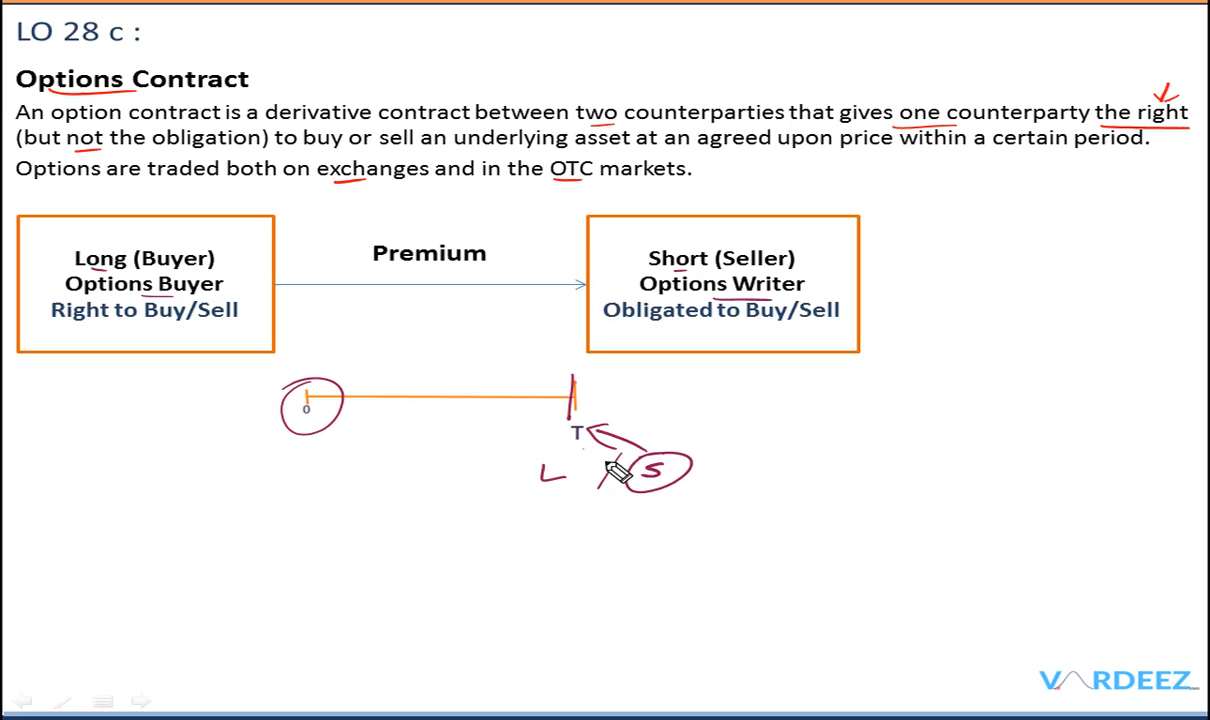 LO 28 c :
Options Contract
An option contract is a derivative contract between two counterparties that gives one counterparty the right
(but not the obligation) to buy or sell an underlying asset at an agreed upon price within a certain period.
Options are traded both on exchanges and in the OTC markets.
Long (Buyer)
Options Buyer
Right to Buy/Sell
Premium
Short (Seller)
Options Writer
Obligated to Buy/Sell
0
T
L / S
VARDEEZ